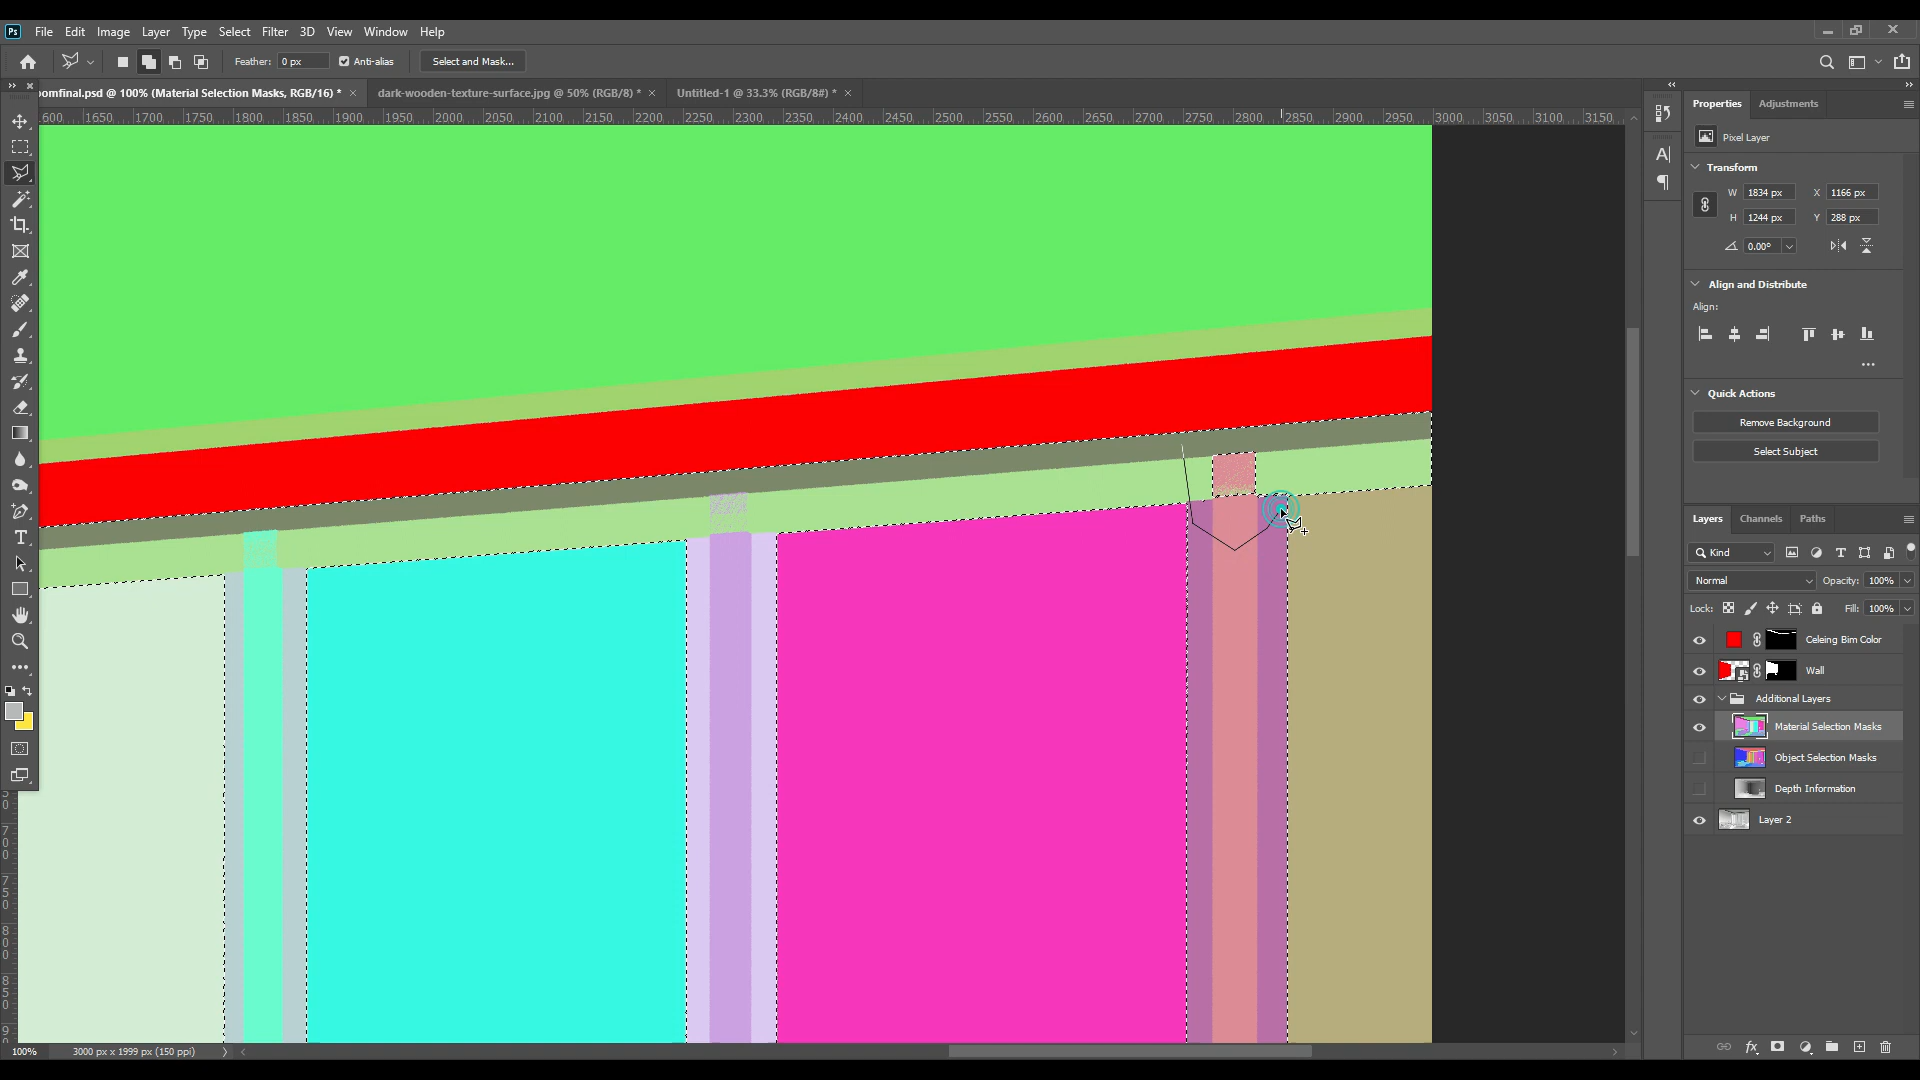 Ps File Edit Image Layer Type Select Filter 3D View Window Help
Feather: 0 px Anti-alias Select and Mask...
oomfinal.psd @ 100% (Material Selection Masks, RGB/16) * dark-wooden-texture-surface.jpg @ 50% (RGB/8) * Untitled-1 @ 33.3% (RGB/8#) *
600 1650 1700 1750 1800 1850 1900 1950 2000 2050 2100 2150 2200 2250 2300 2350 2400 2450 2500 2550 2600 2650 2700 2750 2800 2850 2900 2950 3000 3050 3100 3150
Properties Adjustments
Pixel Layer
Transform
W 1834 px X 1166 px
H 1244 px Y 288 px
0.00°
Align and Distribute
Align:
Quick Actions
Remove Background
Select Subject
Layers Channels Paths
Kind
Normal Opacity: 100%
Lock: Fill: 100%
Celeing Bim Color
Wall
Additional Layers
Material Selection Masks
Object Selection Masks
Depth Information
Layer 2
100% 3000 px x 1999 px (150 ppi)